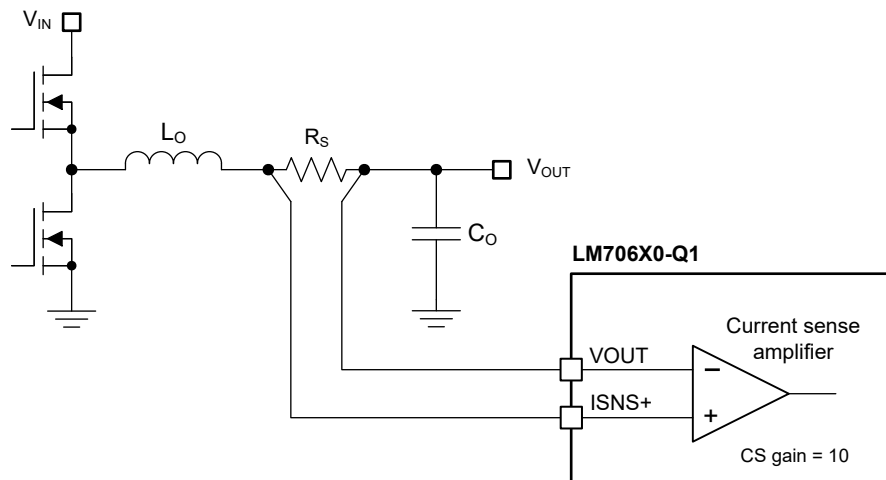 VIN
LO
RS
VOUT
CO
LM706X0-Q1
Current sense
amplifier
VOUT
−
ISNS+
+
CS gain = 10